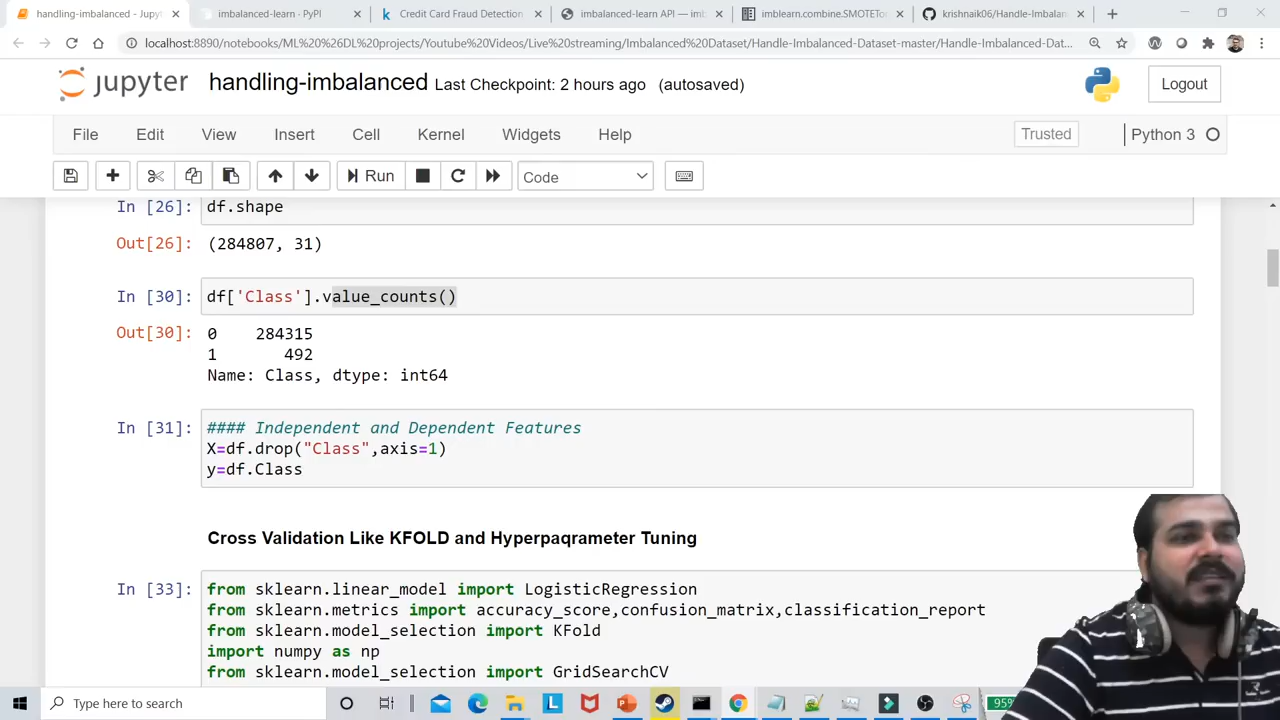 handling-imbalanced - Jupyt
imbalanced-learn · PyPI
Credit Card Fraud Detection
imbalanced-learn API — imb
imblearn.combine.SMOTETo
krishnaik06/Handle-Imbalan
localhost:8890/notebooks/ML%20%26%20DL%20projects/Youtube%20Videos/Live%20streaming/Imbalanced%20Dataset/Handle-Imbalanced-Dataset-master/Handle-Imbalanced-Dat...
jupyter handling-imbalanced Last Checkpoint: 2 hours ago (autosaved)
Logout
File Edit View Insert Cell Kernel Widgets Help
Trusted
Python 3
Run
Code
In [26]: df.shape
Out[26]: (284807, 31)
In [30]: df['Class'].value_counts()
Out[30]: 0 284315
1 492
Name: Class, dtype: int64
In [31]: #### Independent and Dependent Features
X=df.drop("Class",axis=1)
y=df.Class
Cross Validation Like KFOLD and Hyperpaqrameter Tuning
In [33]: from sklearn.linear_model import LogisticRegression
from sklearn.metrics import accuracy_score,confusion_matrix,classification_report
from sklearn.model_selection import KFold
import numpy as np
from sklearn.model_selection import GridSearchCV
Type here to search
95%